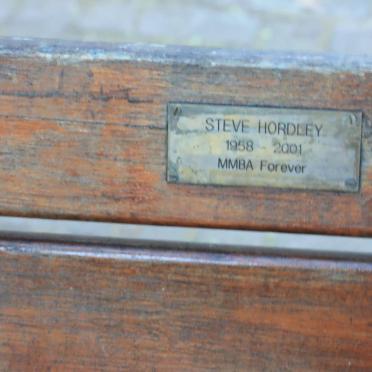 STEVE HORDLEY
1958 - 2001
MMBA Forever